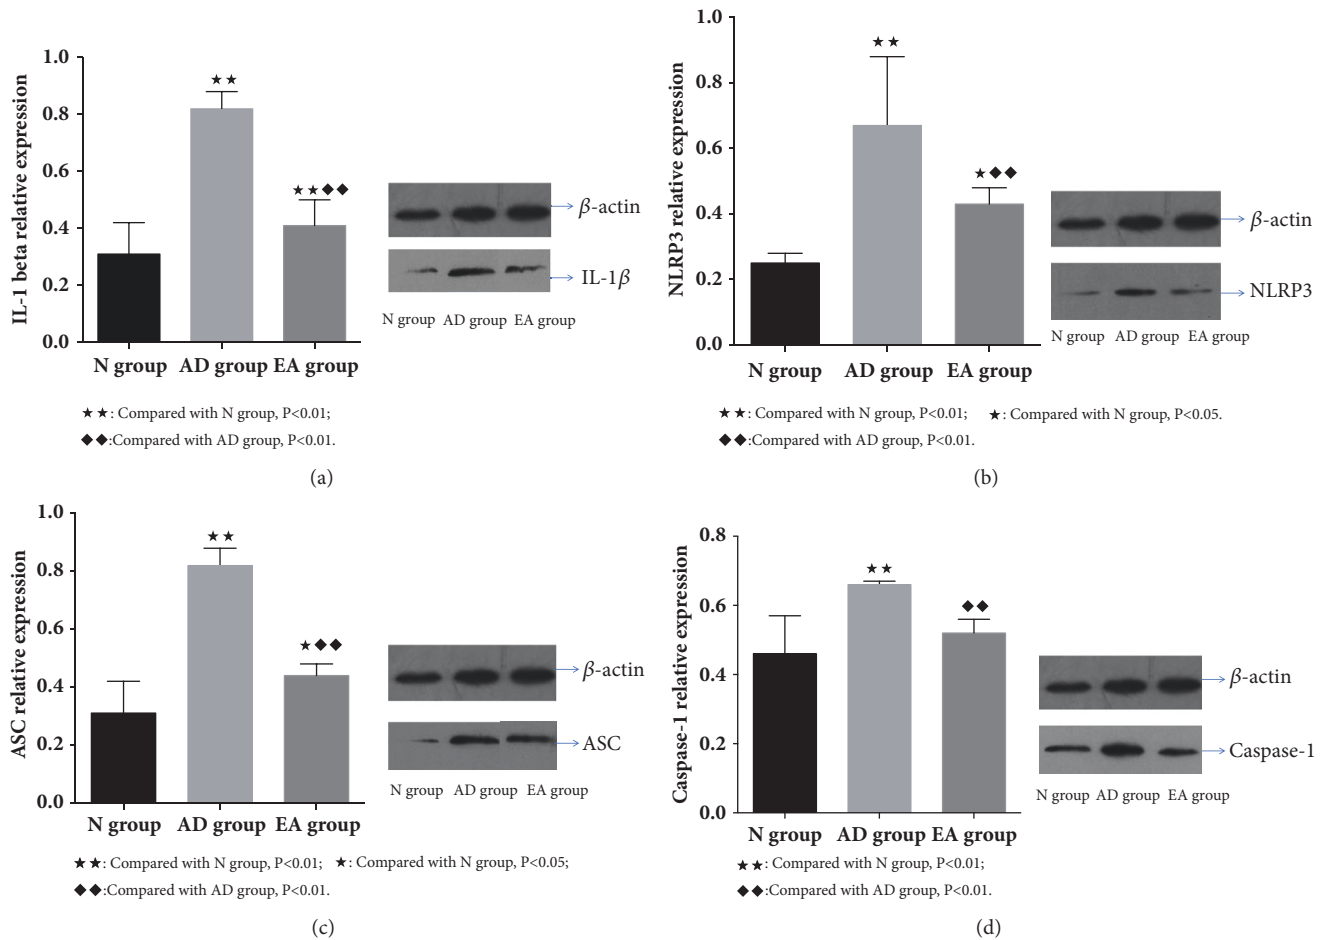 IL-1 beta relative expression
1.0
0.8
0.6
0.4
0.2
0.0
★★
★★◆◆
N group AD group EA group
β-actin
IL-1β
N group AD group EA group
★★: Compared with N group, P<0.01;
◆◆:Compared with AD group, P<0.01.
(a)
NLRP3 relative expression
1.0
0.8
0.6
0.4
0.2
0.0
★★
★◆◆
N group AD group EA group
β-actin
NLRP3
N group AD group EA group
★★: Compared with N group, P<0.01; ★: Compared with N group, P<0.05.
◆◆:Compared with AD group, P<0.01.
(b)
ASC relative expression
1.0
0.8
0.6
0.4
0.2
0.0
★★
★◆◆
N group AD group EA group
β-actin
ASC
N group AD group EA group
★★: Compared with N group, P<0.01; ★: Compared with N group, P<0.05;
◆◆:Compared with AD group, P<0.01.
(c)
Caspase-1 relative expression
0.8
0.6
0.4
0.2
0.0
★★
◆◆
N group AD group EA group
β-actin
Caspase-1
N group AD group EA group
★★: Compared with N group, P<0.01;
◆◆:Compared with AD group, P<0.01.
(d)